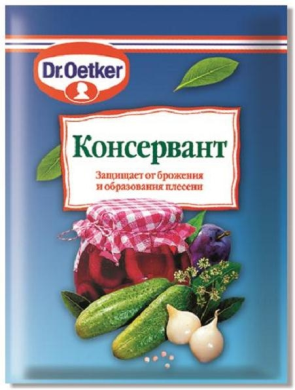 Dr.Oetker
Консервант
Защищает от брожения
и образования плесени